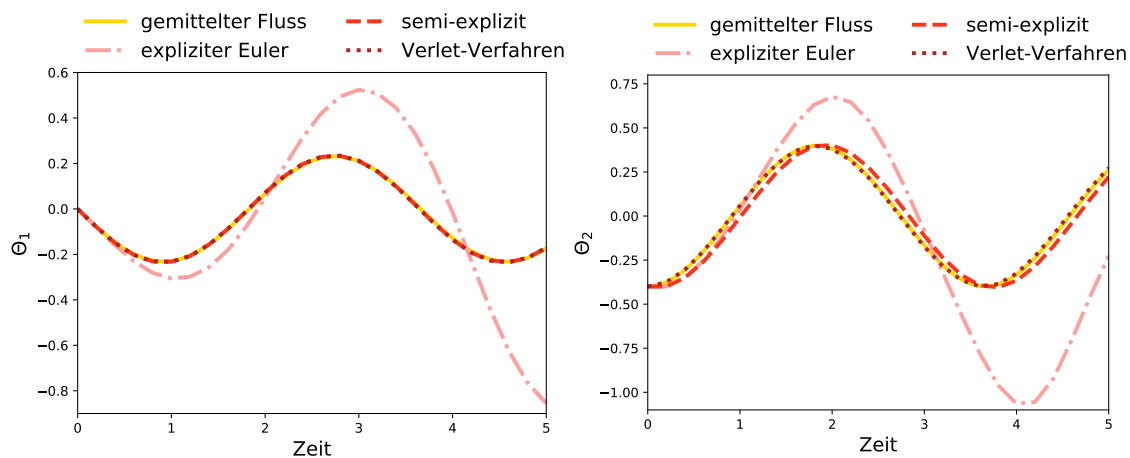 gemittelter Fluss semi-explizit
expliziter Euler Verlet-Verfahren
0.6
0.4
0.2
0.0
−0.2
−0.4
−0.6
−0.8
Θ1
0 1 2 3 4 5
Zeit
gemittelter Fluss semi-explizit
expliziter Euler Verlet-Verfahren
0.75
0.50
0.25
0.00
−0.25
−0.50
−0.75
−1.00
Θ2
0 1 2 3 4 5
Zeit